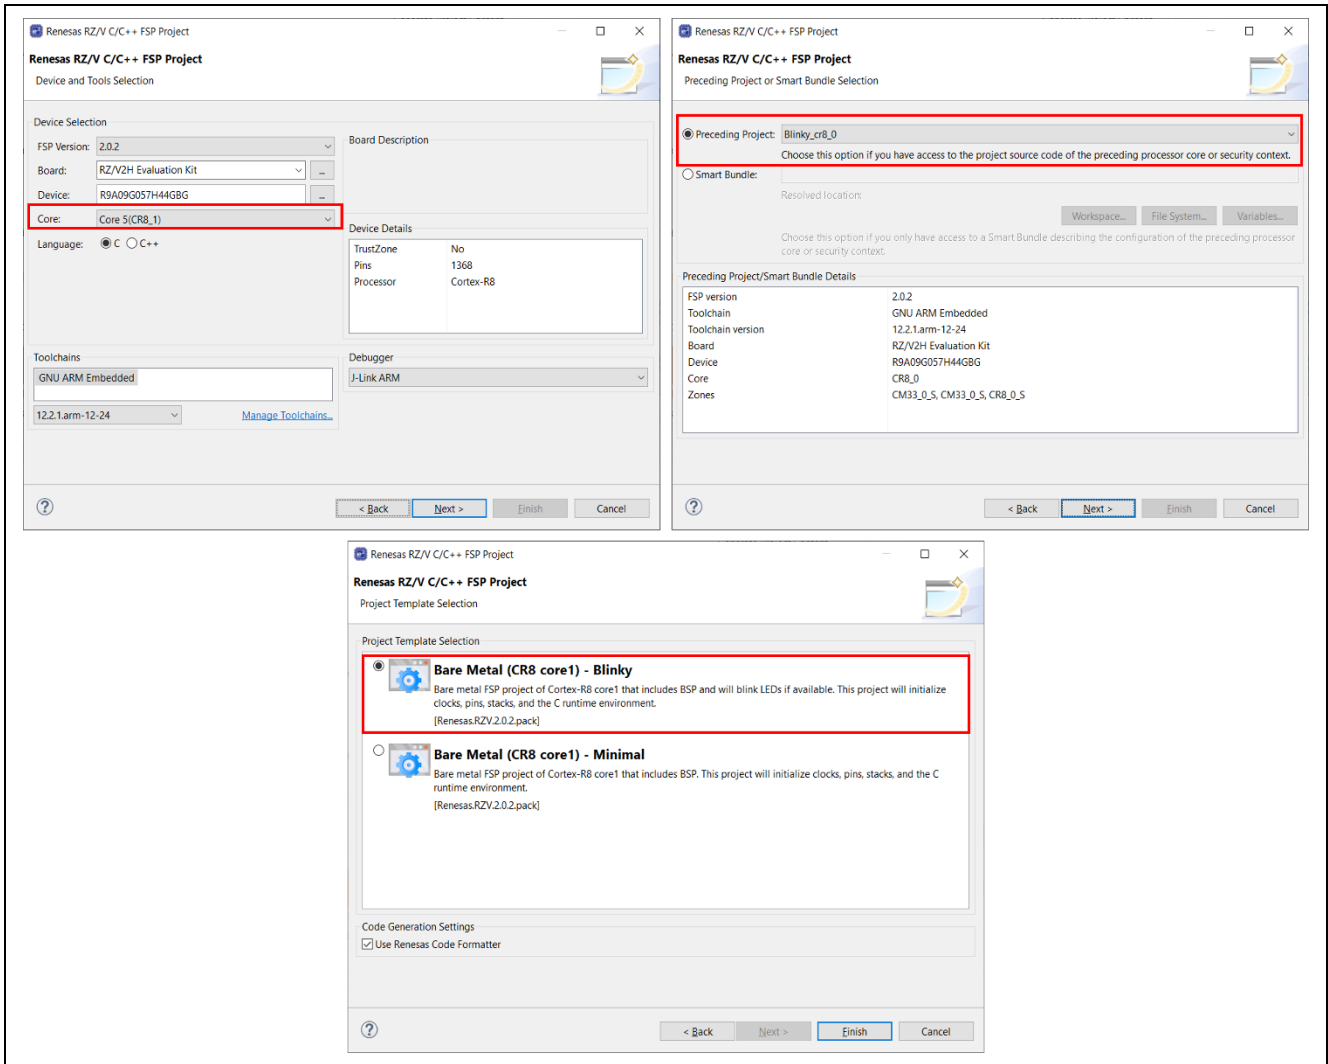 Renesas RZ/V C/C++ FSP Project
Renesas RZ/V C/C++ FSP Project
Device and Tools Selection
Device Selection
FSP Version: 2.0.2
Board: RZ/V2H Evaluation Kit ...
Device: R9A09G057H44GBG ...
Core: Core 5(CR8_1)
Language: C C++
Board Description
Device Details
TrustZone No
Pins 1368
Processor Cortex-R8
Toolchains
GNU ARM Embedded
12.2.1.arm-12-24
Manage Toolchains...
Debugger
J-Link ARM
< Back Next > Finish Cancel
Renesas RZ/V C/C++ FSP Project
Renesas RZ/V C/C++ FSP Project
Preceding Project or Smart Bundle Selection
Preceding Project: Blinky_cr8_0
Choose this option if you have access to the project source code of the preceding processor core or security context.
Smart Bundle:
Resolved location:
Workspace... File System... Variables...
Choose this option if you only have access to a Smart Bundle describing the configuration of the preceding processor
core or security context.
Preceding Project/Smart Bundle Details
FSP version 2.0.2
Toolchain GNU ARM Embedded
Toolchain version 12.2.1.arm-12-24
Board RZ/V2H Evaluation Kit
Device R9A09G057H44GBG
Core CR8_0
Zones CM33_0_S, CM33_0_S, CR8_0_S
< Back Next > Finish Cancel
Renesas RZ/V C/C++ FSP Project
Renesas RZ/V C/C++ FSP Project
Project Template Selection
Project Template Selection
Bare Metal (CR8 core1) - Blinky
Bare metal FSP project of Cortex-R8 core1 that includes BSP and will blink LEDs if available. This project will initialize
clocks, pins, stacks, and the C runtime environment.
[Renesas.RZV.2.0.2.pack]
Bare Metal (CR8 core1) - Minimal
Bare metal FSP project of Cortex-R8 core1 that includes BSP. This project will initialize clocks, pins, stacks, and the C
runtime environment.
[Renesas.RZV.2.0.2.pack]
Code Generation Settings
Use Renesas Code Formatter
< Back Next > Finish Cancel